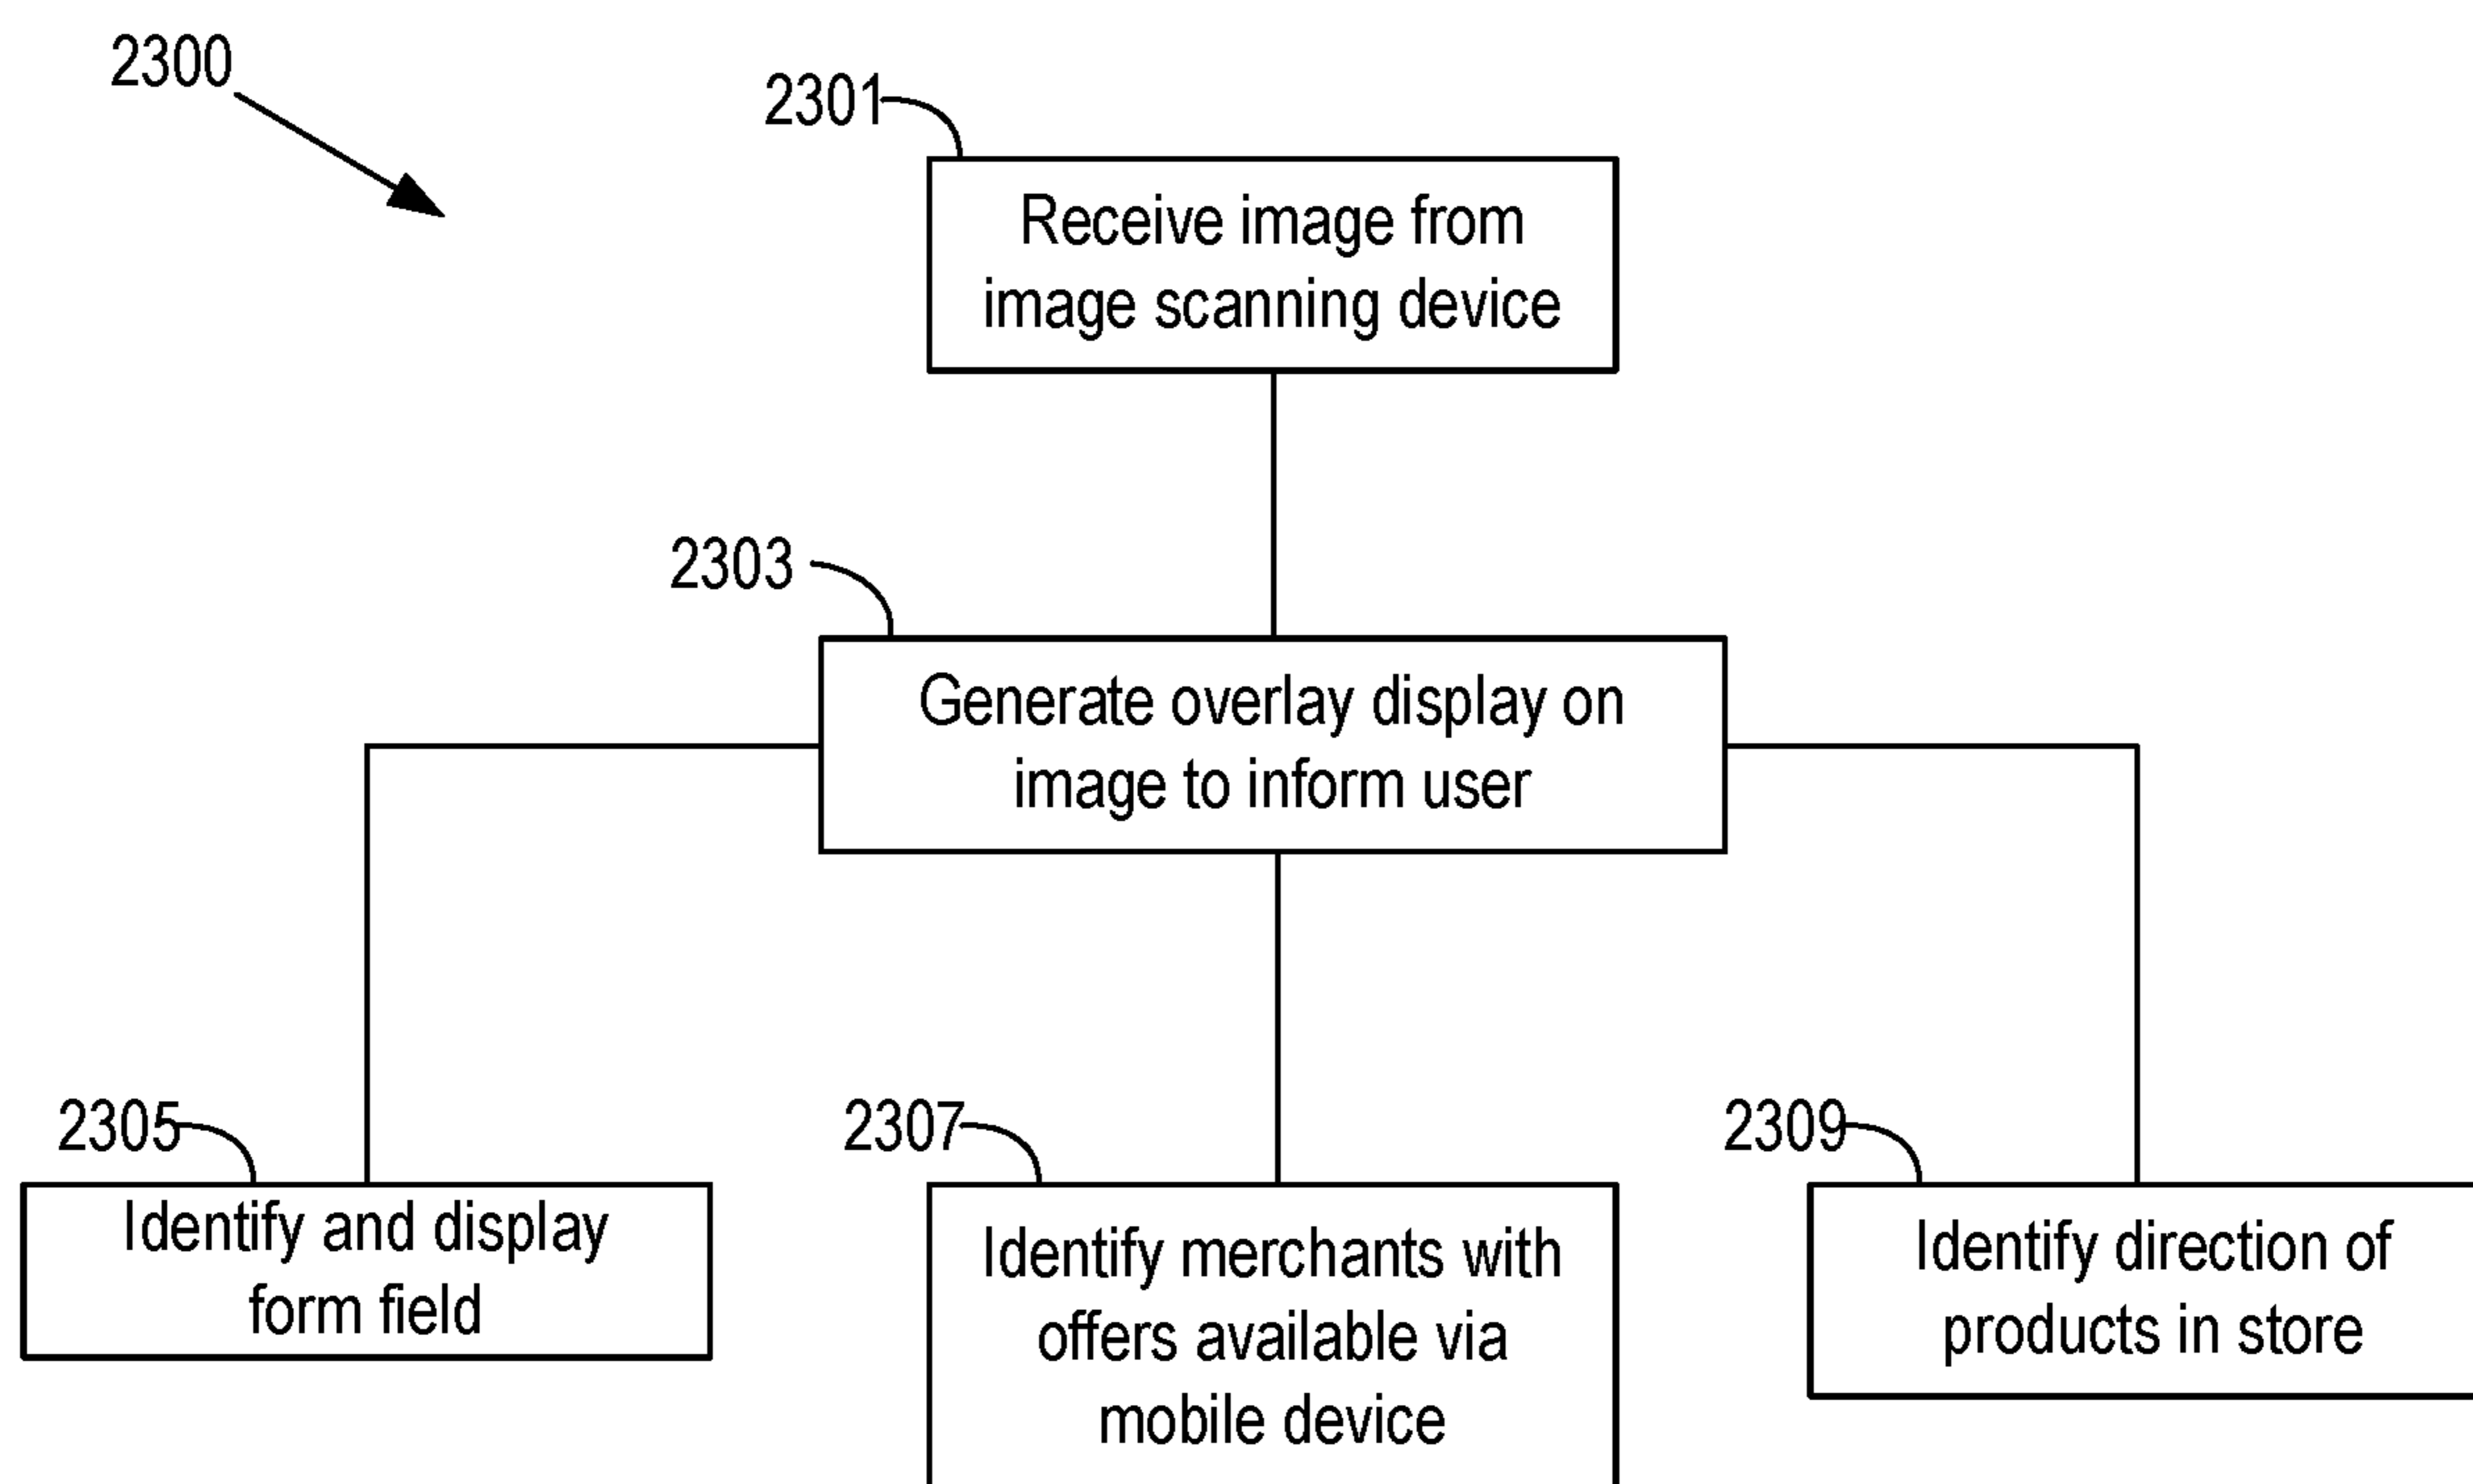 2300
2301
Receive image from
image scanning device
2303
Generate overlay display on
image to inform user
2305
Identify and display
form field
2307
Identify merchants with
offers available via
mobile device
2309
Identify direction of
products in store